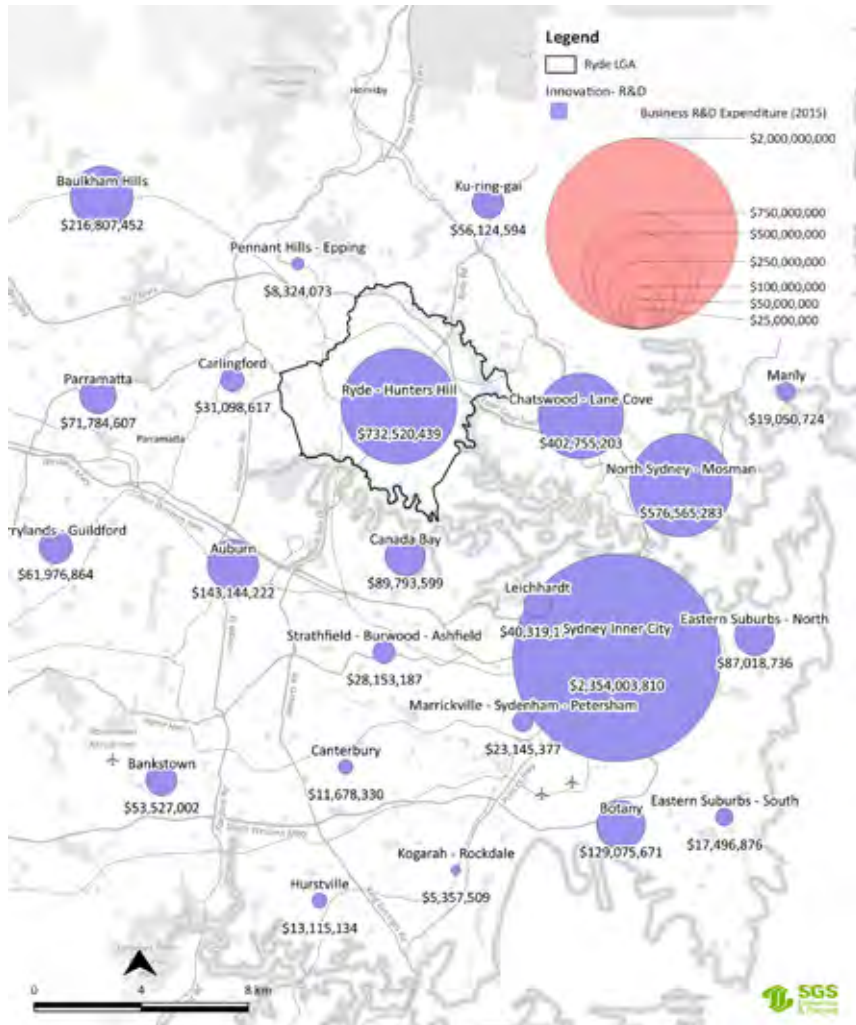 Legend
Ryde LGA
Innovation- R&D
Business R&D Expenditure (2015)
$2,000,000,000
$750,000,000
$500,000,000
$250,000,000
$100,000,000
$50,000,000
$25,000,000
Hornsby
Baulkham Hills
$216,807,452
Ku-ring-gai
$56,124,594
Pennant Hills - Epping
$8,324,073
Carlingford
$31,098,617
Parramatta
$71,784,607
Parramatta
Ryde - Hunters Hill
$732,520,439
Chatswood - Lane Cove
$402,755,203
Manly
$19,050,724
North Sydney - Mosman
$576,565,283
rrylands - Guildford
$61,976,864
Auburn
$143,144,222
Canada Bay
$89,793,599
Leichhardt
$40,319,1
Sydney Inner City
$2,354,003,810
Eastern Suburbs - North
$87,018,736
Strathfield - Burwood - Ashfield
$28,153,187
Marrickville - Sydenham - Petersham
$23,145,377
Bankstown
$53,527,002
Canterbury
$11,678,330
Botany
$129,075,671
Eastern Suburbs - South
$17,496,876
Kogarah - Rockdale
$5,357,509
Hurstville
$13,115,134
0 4 8 km
SGS